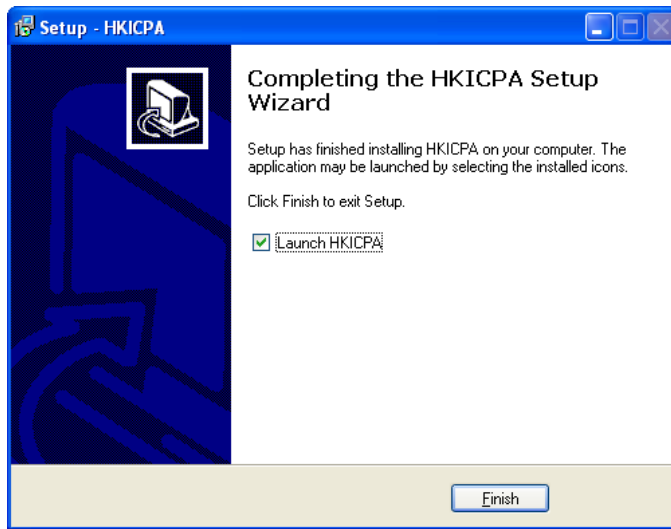 Setup - HKICPA
Completing the HKICPA Setup
Wizard
Setup has finished installing HKICPA on your computer. The
application may be launched by selecting the installed icons.
Click Finish to exit Setup.
Launch HKICPA
Finish